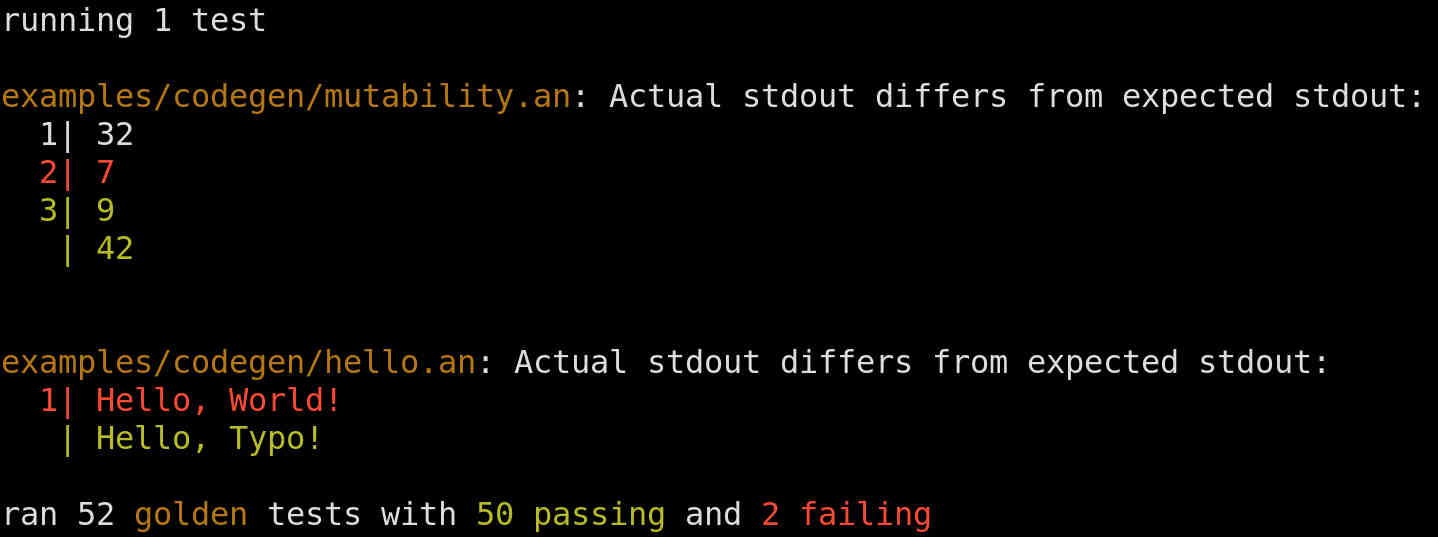 running 1 test
examples/codegen/mutability.an: Actual stdout differs from expected stdout:
  1| 32
  2| 7
  3| 9
   | 42
examples/codegen/hello.an: Actual stdout differs from expected stdout:
  1| Hello, World!
   | Hello, Typo!
ran 52 golden tests with 50 passing and 2 failing